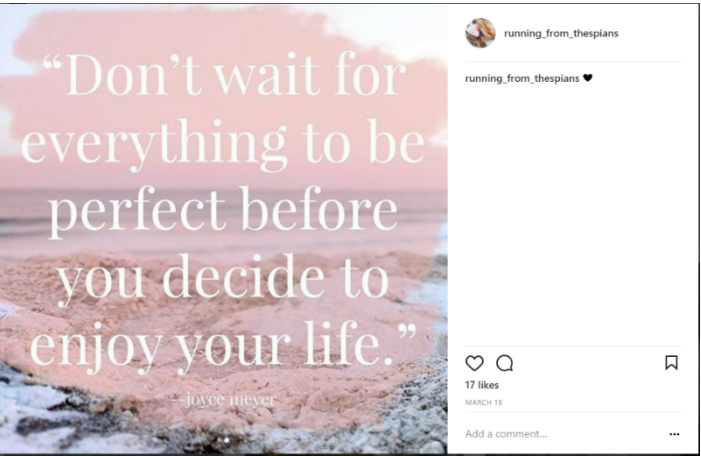 “Don’t wait for
everything to be
perfect before
you decide to
enjoy your life.”
--joyce meyer
running_from_thespians
running_from_thespians 🖤
17 likes
MARCH 19
Add a comment...